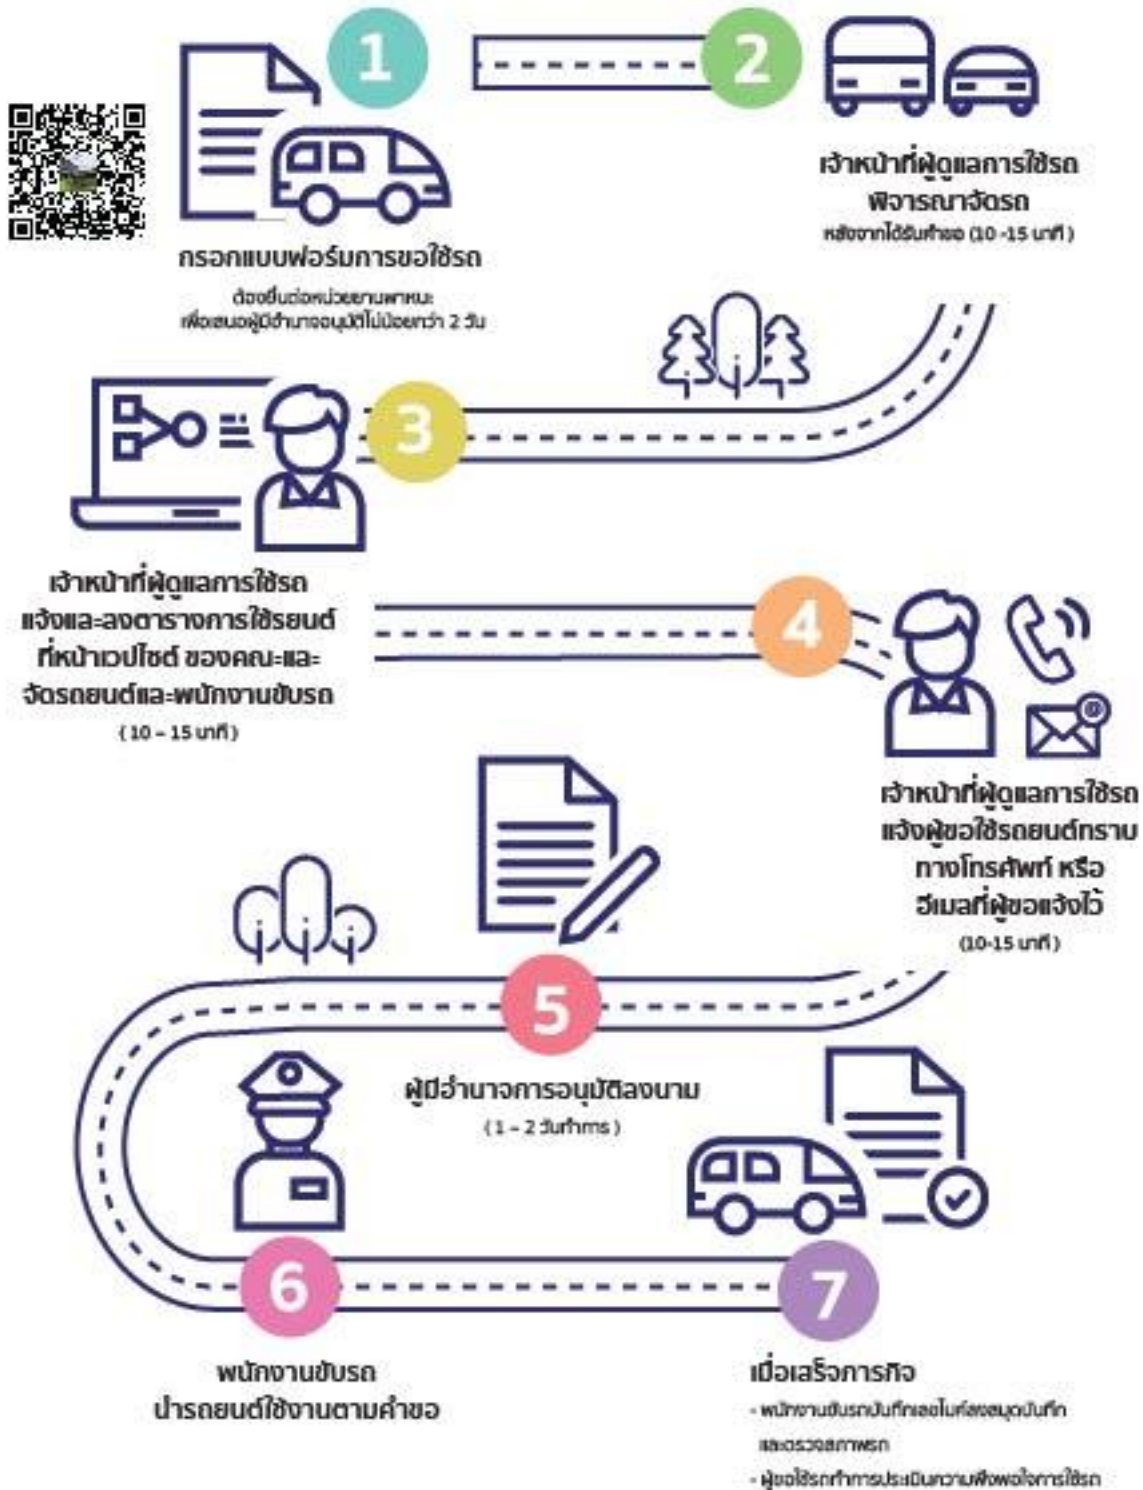 1
กรอกแบบฟอร์มการขอใช้รถ
ต้องยื่นต่อหน่วยยานพาหนะ
เพื่อเสนอผู้มีอำนาจอนุมัติไม่น้อยกว่า 2 วัน
2
เจ้าหน้าที่ผู้ดูแลการใช้รถ
พิจารณาจัดรถ
หลังจากได้รับคำขอ (10 -15 นาที)
3
เจ้าหน้าที่ผู้ดูแลการใช้รถ
แจ้งและลงตารางการใช้รยนต์
ที่หน้าเวปไซต์ ของคณะและ
จัดรถยนต์และพนักงานขับรถ
(10 – 15 นาที)
4
@
เจ้าหน้าที่ผู้ดูแลการใช้รถ
แจ้งผู้ขอใช้รถยนต์ทราบ
ทางโทรศัพท์ หรือ
อีเมลที่ผู้ขอแจ้งไว้
(10-15 นาที)
5
ผู้มีอำนาจการอนุมัติลงนาม
(1 – 2 วันทำการ)
6
พนักงานขับรถ
นำรถยนต์ใช้งานตามคำขอ
7
เมื่อเสร็จภารกิจ
- พนักงานขับรถบันทึกเลขไมค์ลงสมุดบันทึก
และตรวจสภาพรถ
- ผู้ขอใช้รถทำการประเมินความพึงพอใจการใช้รถ